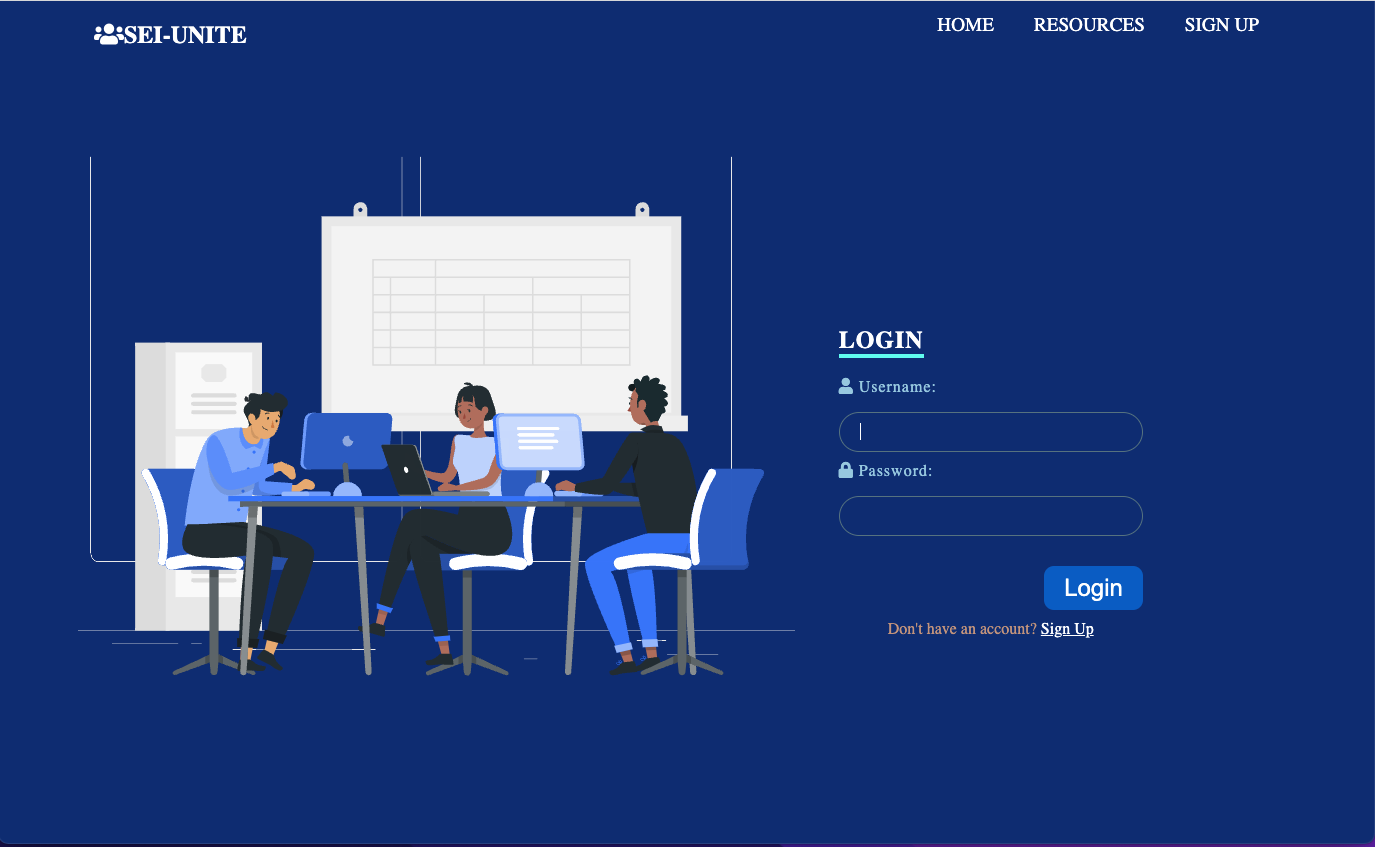 SEI-UNITE
HOME RESOURCES SIGN UP
LOGIN
Username:
Password:
Login
Don't have an account? Sign Up